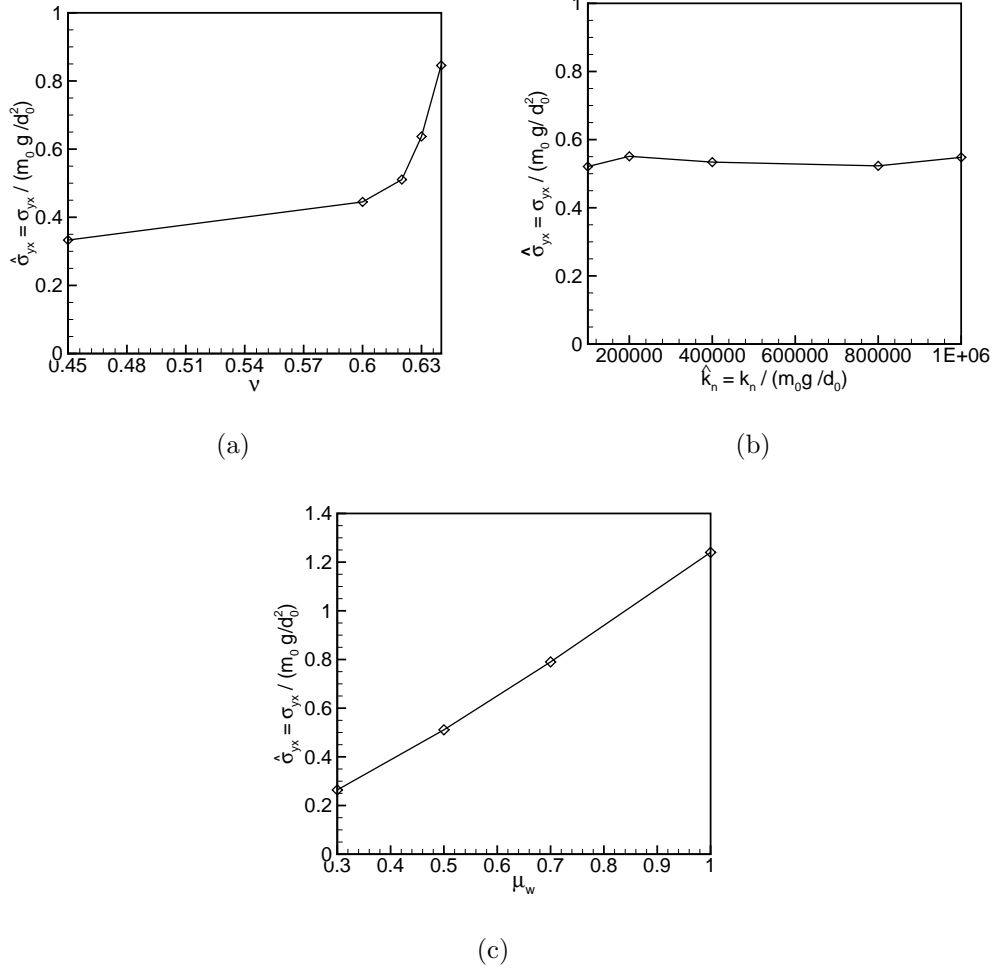 1
0.8
0.6
0.4
0.2
0
0.45 0.48 0.51 0.54 0.57 0.6 0.63
ν
σ̂yx = σyx / (m0 g /d0²)
(a)
1
0.8
0.6
0.4
0.2
0
200000 400000 600000 800000 1E+06
k̂n = kn / (m0g /d0)
σ̂yx = σyx / (m0 g/ d0²)
(b)
1.4
1.2
1
0.8
0.6
0.4
0.2
0
0.3 0.4 0.5 0.6 0.7 0.8 0.9 1
μw
σ̂yx = σyx / (m0 g/d0²)
(c)